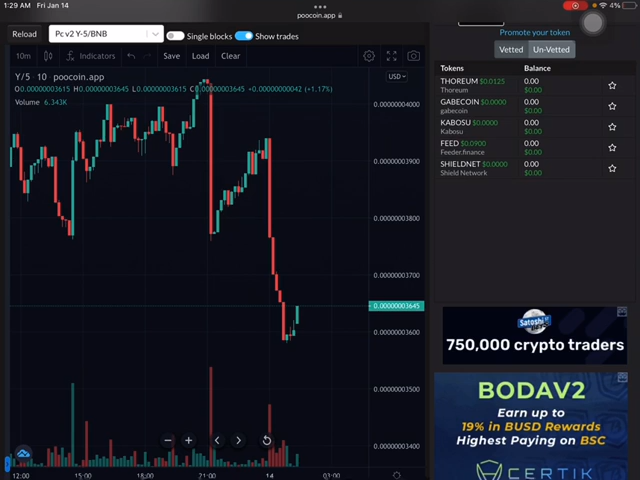 1:29 AM Fri Jan 14
4%
poocoin.app
Reload
Pc v2 Y-5/BNB
Single blocks
Show trades
Promote your token
Vetted
Un-Vetted
10m
Indicators
Save
Load
Clear
Tokens
Balance
Y/5 · 10 · poocoin.app
USD
O0.00000003615 H0.00000003645 L0.00000003615 C0.00000003645 +0.00000000042 (+1.17%)
Volume 6.343K
THOREUM $0.0125
0.00
Thoreum
$0.00
GABECOIN $0.0000
0.00
gabecoin
$0.00
KABOSU $0.0000
0.00
Kabosu
$0.00
FEED $0.0900
0.00
Feeder.finance
$0.00
SHIELDNET $0.0000
0.00
Shield Network
$0.00
0.00000004000
0.00000003900
0.00000003800
0.00000003700
0.00000003645
0.00000003600
0.00000003500
0.00000003400
750,000 crypto traders
BODAV2
Earn up to
19% in BUSD Rewards
Highest Paying on BSC
CERTIK
12:00
15:00
18:00
21:00
14
03:00